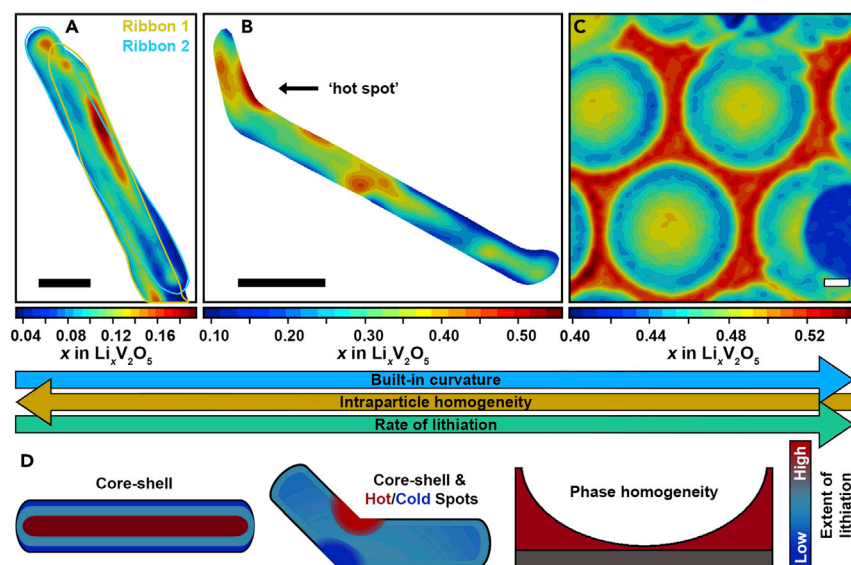 A
Ribbon 1
Ribbon 2
B
'hot spot'
C
0.04 0.08 0.12 0.16
x in LixV2O5
0.10 0.20 0.30 0.40 0.50
x in LixV2O5
0.40 0.44 0.48 0.52
x in LixV2O5
Built-in curvature
Intraparticle homogeneity
Rate of lithiation
D
Core-shell
Core-shell &
Hot/Cold Spots
Phase homogeneity
High
Low
Extent of
lithiation